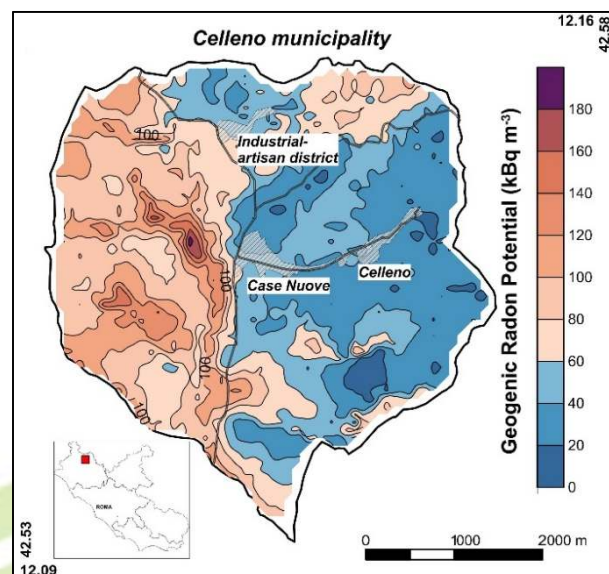 12.16
42.58
Celleno municipality
180
160
140
120
100
80
60
40
20
0
Geogenic Radon Potential (kBq m-³)
100
Industrial-
artisan district
100
Case Nuove
Celleno
100
100
ROMA
42.53
12.09
0 1000 2000 m